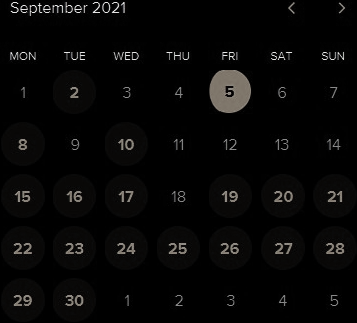 September 2021
MON TUE WED THU FRI SAT SUN
1 2 3 4 5 6 7
8 9 10 11 12 13 14
15 16 17 18 19 20 21
22 23 24 25 26 27 28
29 30 1 2 3 4 5